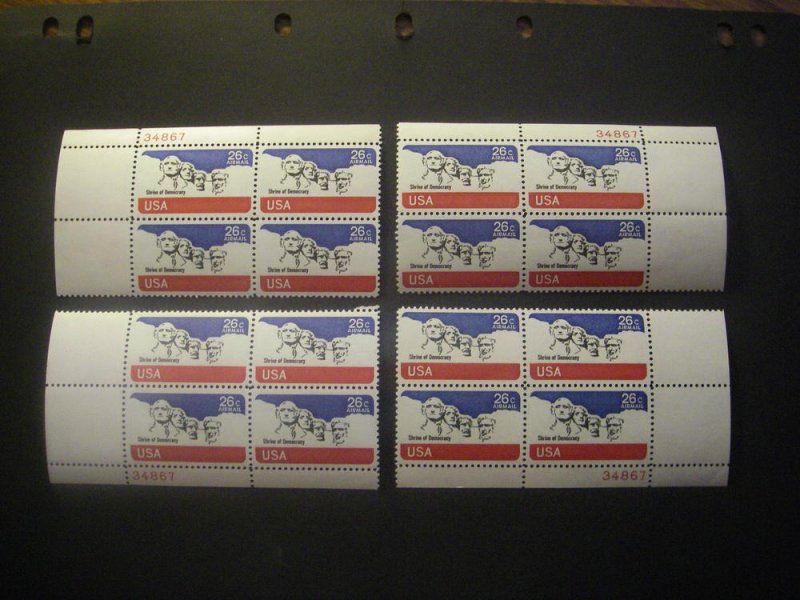 34867
26c 26c
AIRMAIL AIRMAIL
Shrine of Democracy Shrine of Democracy
USA USA
26c 26c
AIRMAIL AIRMAIL
Shrine of Democracy Shrine of Democracy
USA USA
34867
26c 26c
AIRMAIL AIRMAIL
Shrine of Democracy Shrine of Democracy
USA USA
26c 26c
AIRMAIL AIRMAIL
Shrine of Democracy Shrine of Democracy
USA USA
26c 26c
AIRMAIL AIRMAIL
Shrine of Democracy Shrine of Democracy
USA USA
26c 26c
AIRMAIL AIRMAIL
Shrine of Democracy Shrine of Democracy
USA USA
34867
26c 26c
AIRMAIL AIRMAIL
Shrine of Democracy Shrine of Democracy
USA USA
26c 26c
AIRMAIL AIRMAIL
Shrine of Democracy Shrine of Democracy
USA USA
34867